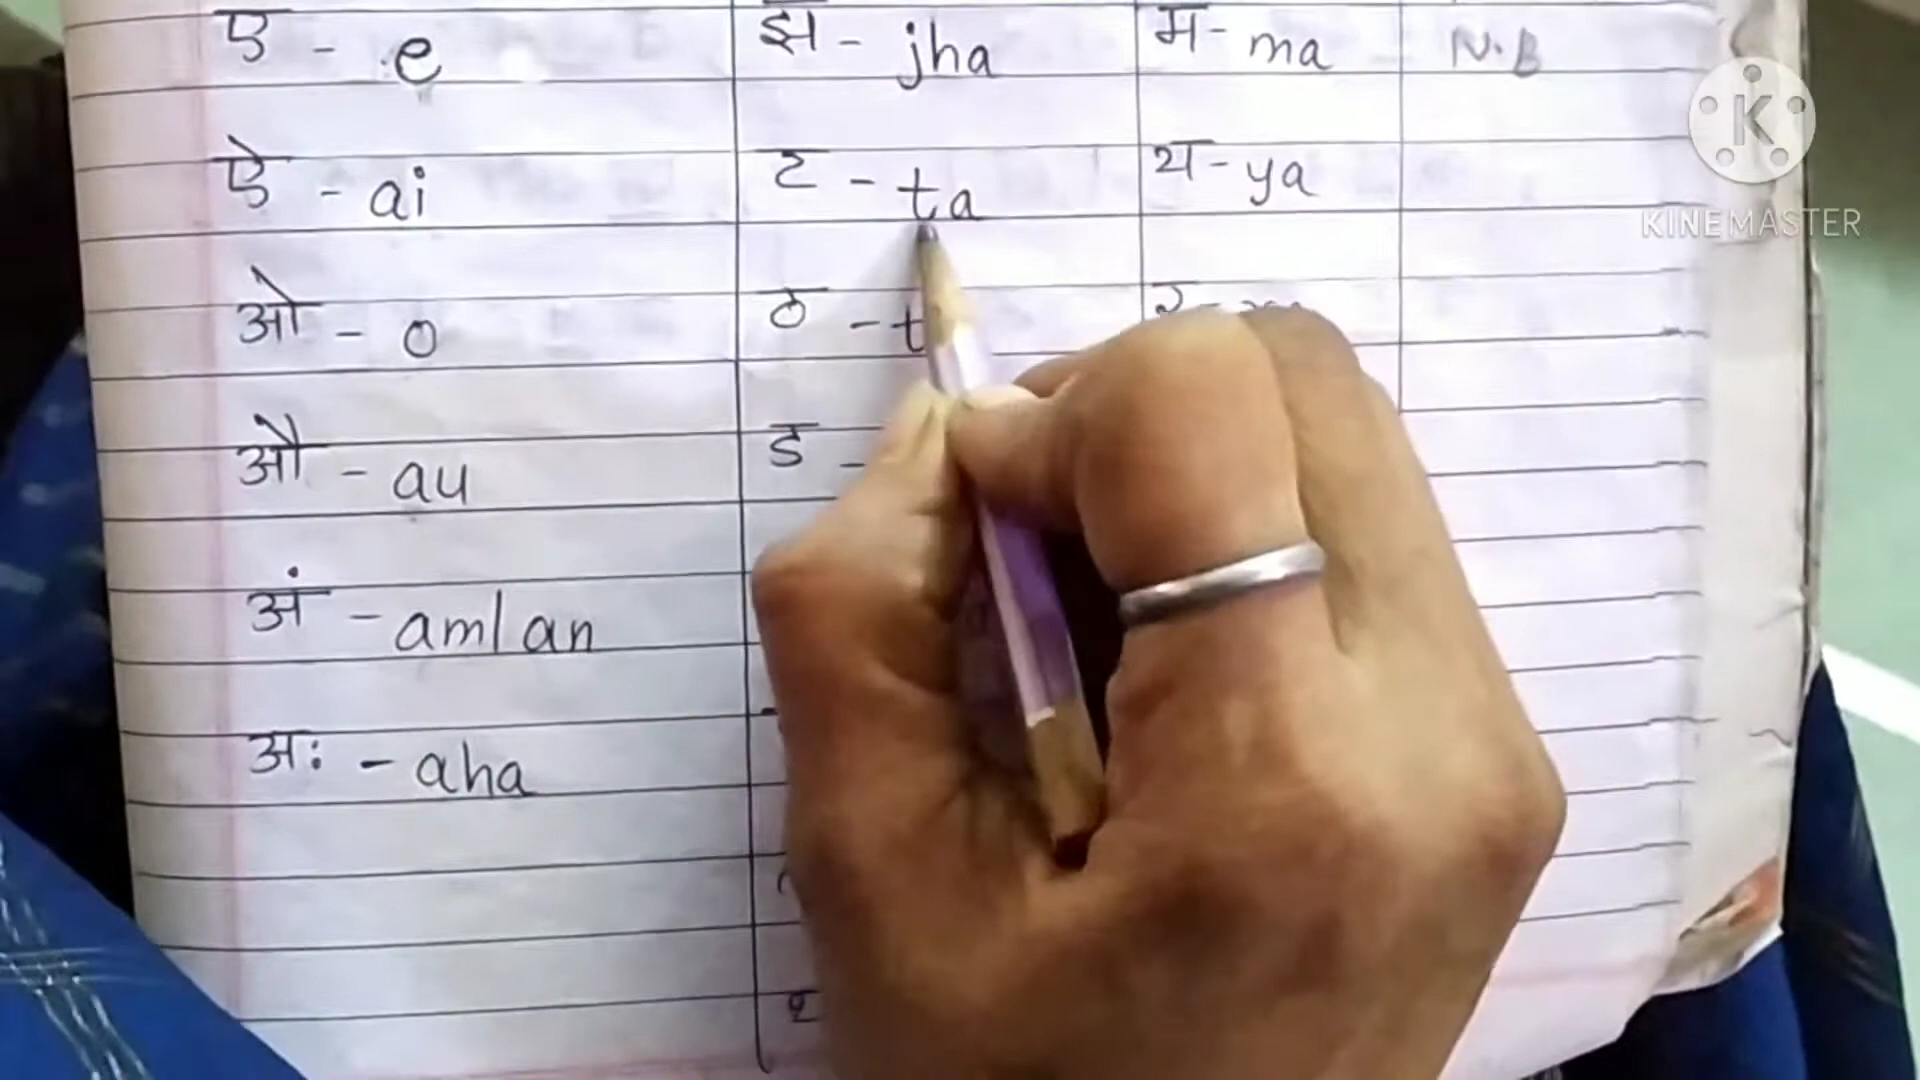 ए - e झ - jha म - ma N.B
ऐ - ai ट - ta य - ya
ओ - o ठ - t
औ - au ड -
अं - am/an
अः - aha
K
KINEMASTER